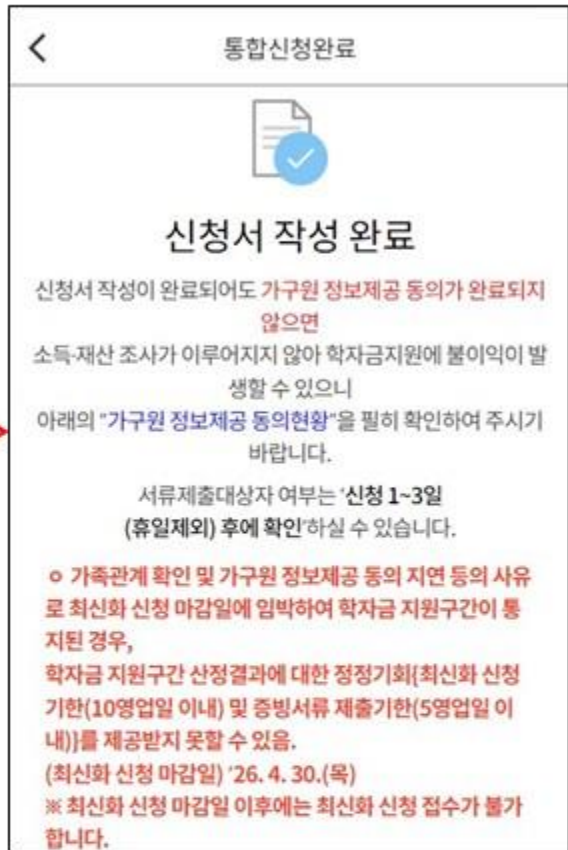 통합신청완료
신청서 작성 완료
신청서 작성이 완료되어도 가구원 정보제공 동의가 완료되지
않으면
소득·재산 조사가 이루어지지 않아 학자금지원에 불이익이 발
생할 수 있으니
아래의 "가구원 정보제공 동의현황"을 필히 확인하여 주시기
바랍니다.
서류제출대상자 여부는 '신청 1~3일
(휴일제외) 후에 확인'하실 수 있습니다.
ㅇ 가족관계 확인 및 가구원 정보제공 동의 지연 등의 사유
로 최신화 신청 마감일에 임박하여 학자금 지원구간이 통
지된 경우,
학자금 지원구간 산정결과에 대한 정정기회{최신화 신청
기한(10영업일 이내) 및 증빙서류 제출기한(5영업일 이
내)}를 제공받지 못할 수 있음.
(최신화 신청 마감일) '26. 4. 30.(목)
※ 최신화 신청 마감일 이후에는 최신화 신청 접수가 불가
합니다.